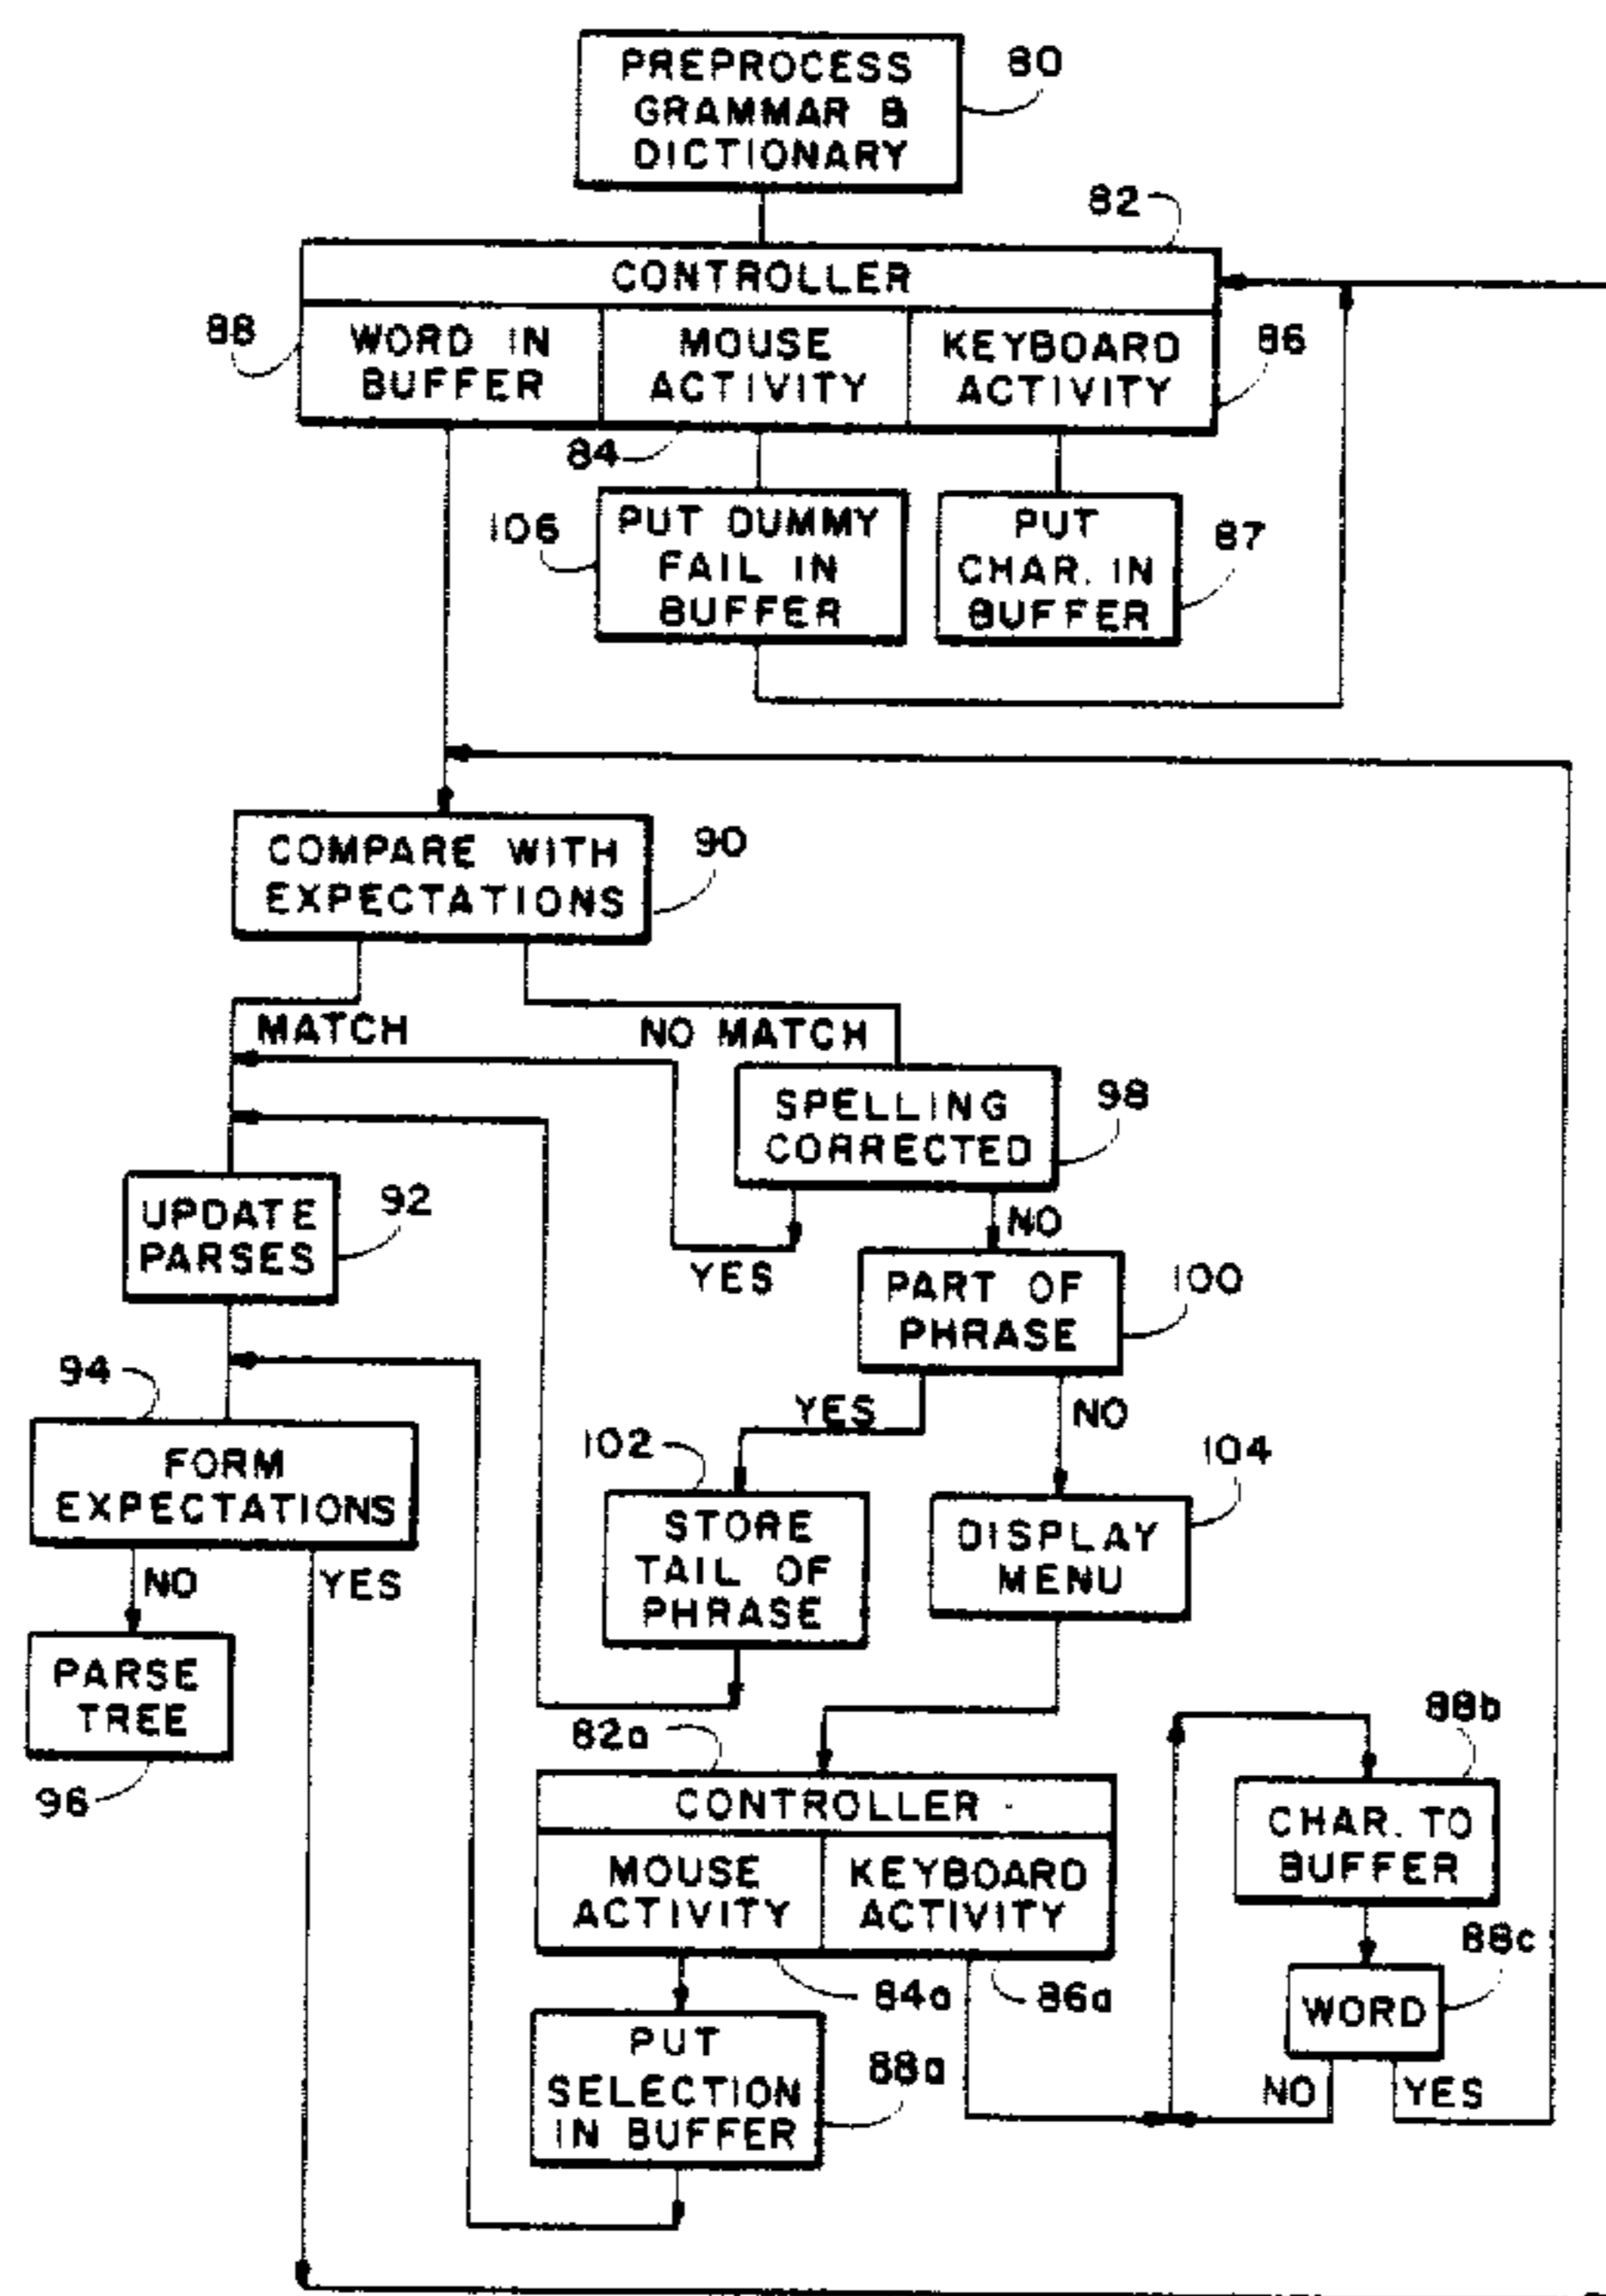 PREPROCESS
GRAMMAR &
DICTIONARY
80
82
CONTROLLER
88
WORD IN
BUFFER
MOUSE
ACTIVITY
KEYBOARD
ACTIVITY
86
84
106
PUT DUMMY
FAIL IN
BUFFER
PUT
CHAR. IN
BUFFER
87
COMPARE WITH
EXPECTATIONS
90
MATCH
NO MATCH
SPELLING
CORRECTED
98
UPDATE
PARSES
92
YES
NO
PART OF
PHRASE
100
94
FORM
EXPECTATIONS
YES
NO
102
STORE
TAIL OF
PHRASE
104
DISPLAY
MENU
NO
YES
PARSE
TREE
96
82a
CONTROLLER
MOUSE
ACTIVITY
KEYBOARD
ACTIVITY
84a
86a
88b
CHAR. TO
BUFFER
88c
WORD
NO
YES
PUT
SELECTION
IN BUFFER
88a